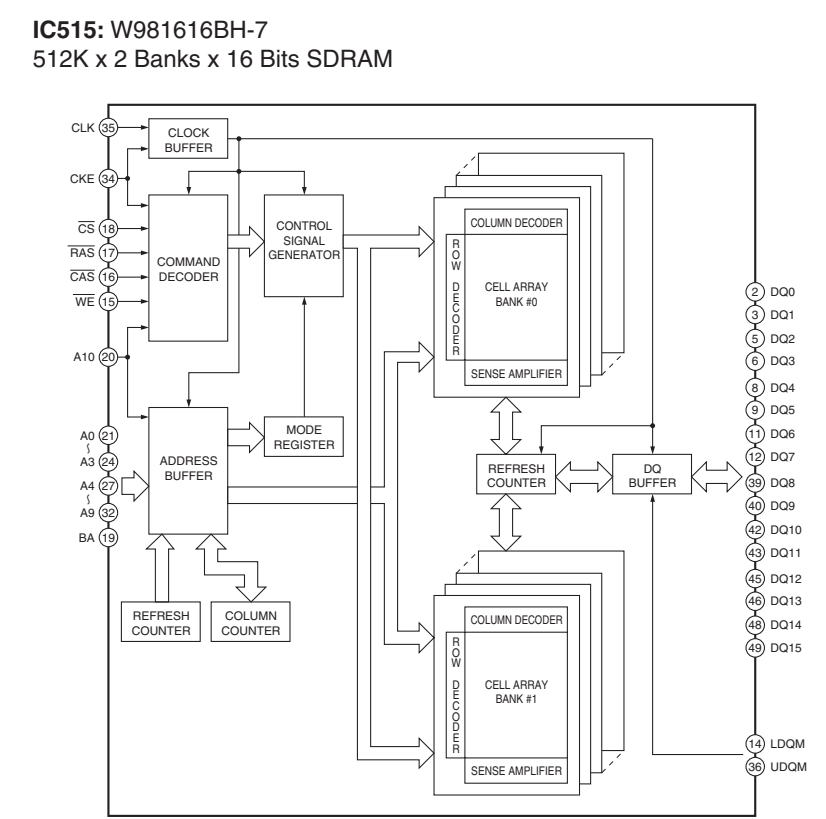 IC515: W981616BH-7
512K x 2 Banks x 16 Bits SDRAM
CLK 35
CLOCK
BUFFER
CKE 34
CS 18
RAS 17
CAS 16
WE 15
COMMAND
DECODER
CONTROL
SIGNAL
GENERATOR
A10 20
COLUMN DECODER
ROW DECODER
CELL ARRAY
BANK #0
SENSE AMPLIFIER
A0 21
~
A3 24
A4 27
~
A9 32
BA 19
ADDRESS
BUFFER
MODE
REGISTER
REFRESH
COUNTER
DQ
BUFFER
REFRESH
COUNTER
COLUMN
COUNTER
COLUMN DECODER
ROW DECODER
CELL ARRAY
BANK #1
SENSE AMPLIFIER
2 DQ0
3 DQ1
5 DQ2
6 DQ3
8 DQ4
9 DQ5
11 DQ6
12 DQ7
39 DQ8
40 DQ9
42 DQ10
43 DQ11
45 DQ12
46 DQ13
48 DQ14
49 DQ15
14 LDQM
36 UDQM